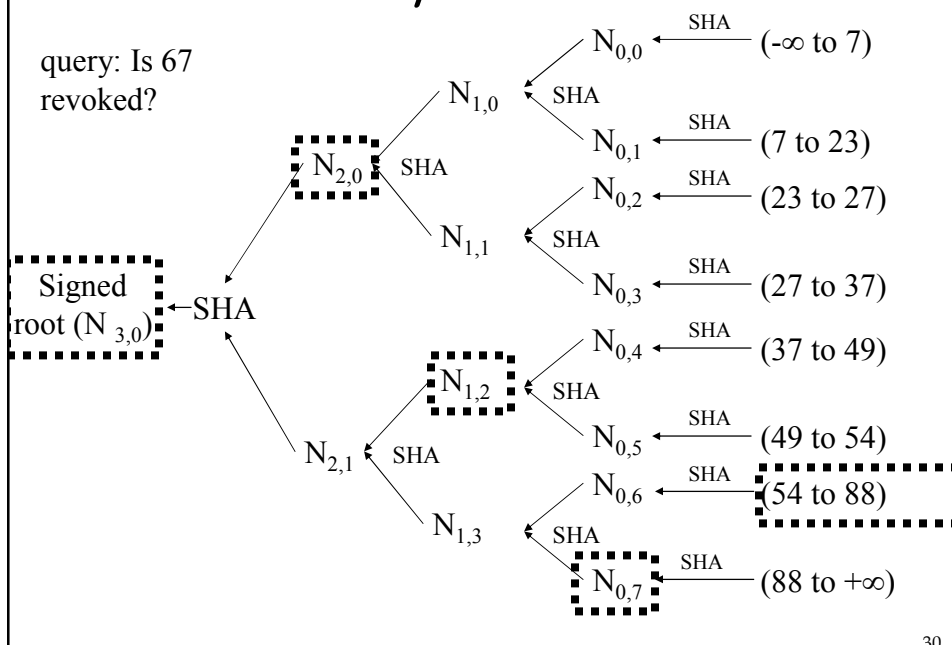 query: Is 67
revoked?
N0,0
SHA
(-∞ to 7)
N1,0
SHA
N0,1
SHA
(7 to 23)
N2,0
SHA
N0,2
SHA
(23 to 27)
N1,1
SHA
N0,3
SHA
(27 to 37)
Signed
root (N 3,0)
SHA
N0,4
SHA
(37 to 49)
N1,2
SHA
N0,5
SHA
(49 to 54)
N2,1
SHA
N0,6
SHA
(54 to 88)
N1,3
SHA
N0,7
SHA
(88 to +∞)